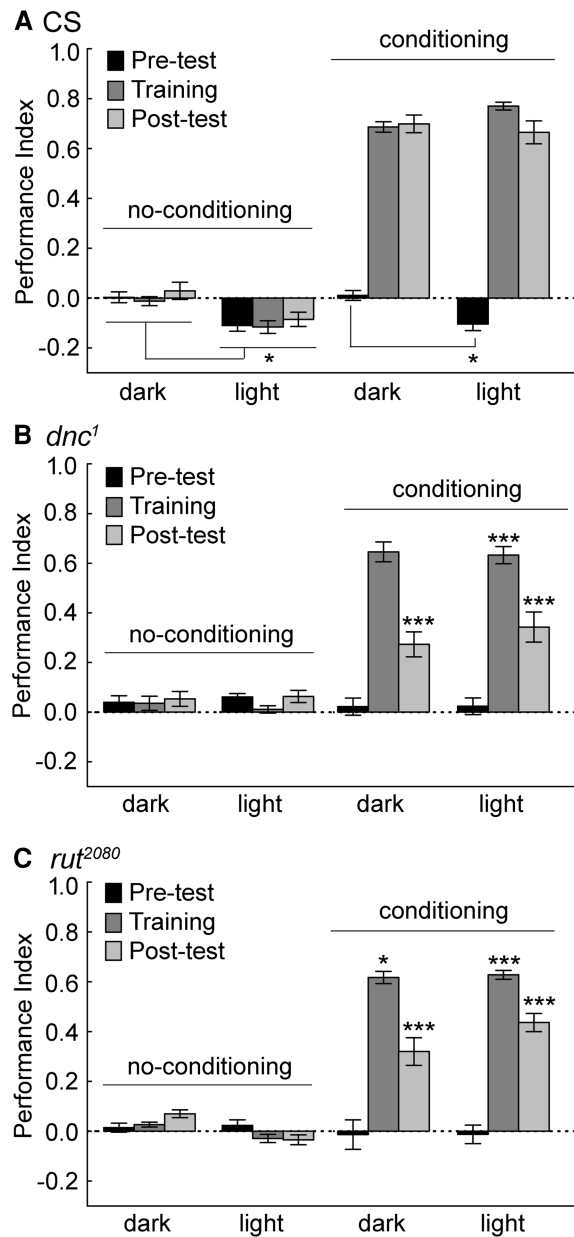 A CS
conditioning
1.0
Pre-test
0.8
Training
Post-test
0.6
0.4
no-conditioning
0.2
0.0
-0.2
*
*
Performance Index
dark light dark light
B dnc¹
1.0
Pre-test
conditioning
0.8
Training
Post-test
***
0.6
0.4
no-conditioning
***
***
0.2
0.0
-0.2
Performance Index
dark light dark light
C rut²⁰⁸⁰
1.0
Pre-test
conditioning
0.8
Training
Post-test
*
***
0.6
0.4
no-conditioning
***
***
0.2
0.0
-0.2
Performance Index
dark light dark light